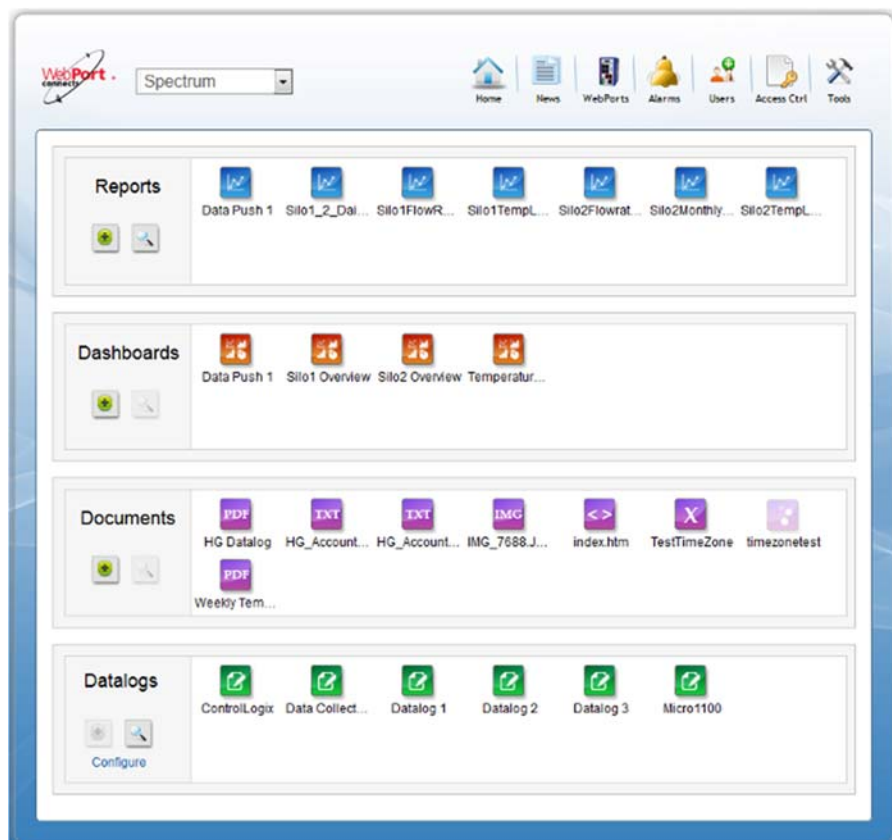 WebPort
connects
Spectrum
Home News WebPorts Alarms Users Access Ctrl Tools
Reports
Data Push 1 Silo1_2_Dai... Silo1FlowR... Silo1TempL... Silo2Flowrat... Silo2Monthly... Silo2TempL...
Dashboards
Data Push 1 Silo1 Overview Silo2 Overview Temperatur...
Documents
PDF TXT TXT IMG < > X
HG Datalog HG_Account... HG_Account... IMG_7688.J... index.htm TestTimeZone timezonetest
PDF
Weekly Tem...
Datalogs
ControlLogix Data Collect... Datalog 1 Datalog 2 Datalog 3 Micro1100
Configure